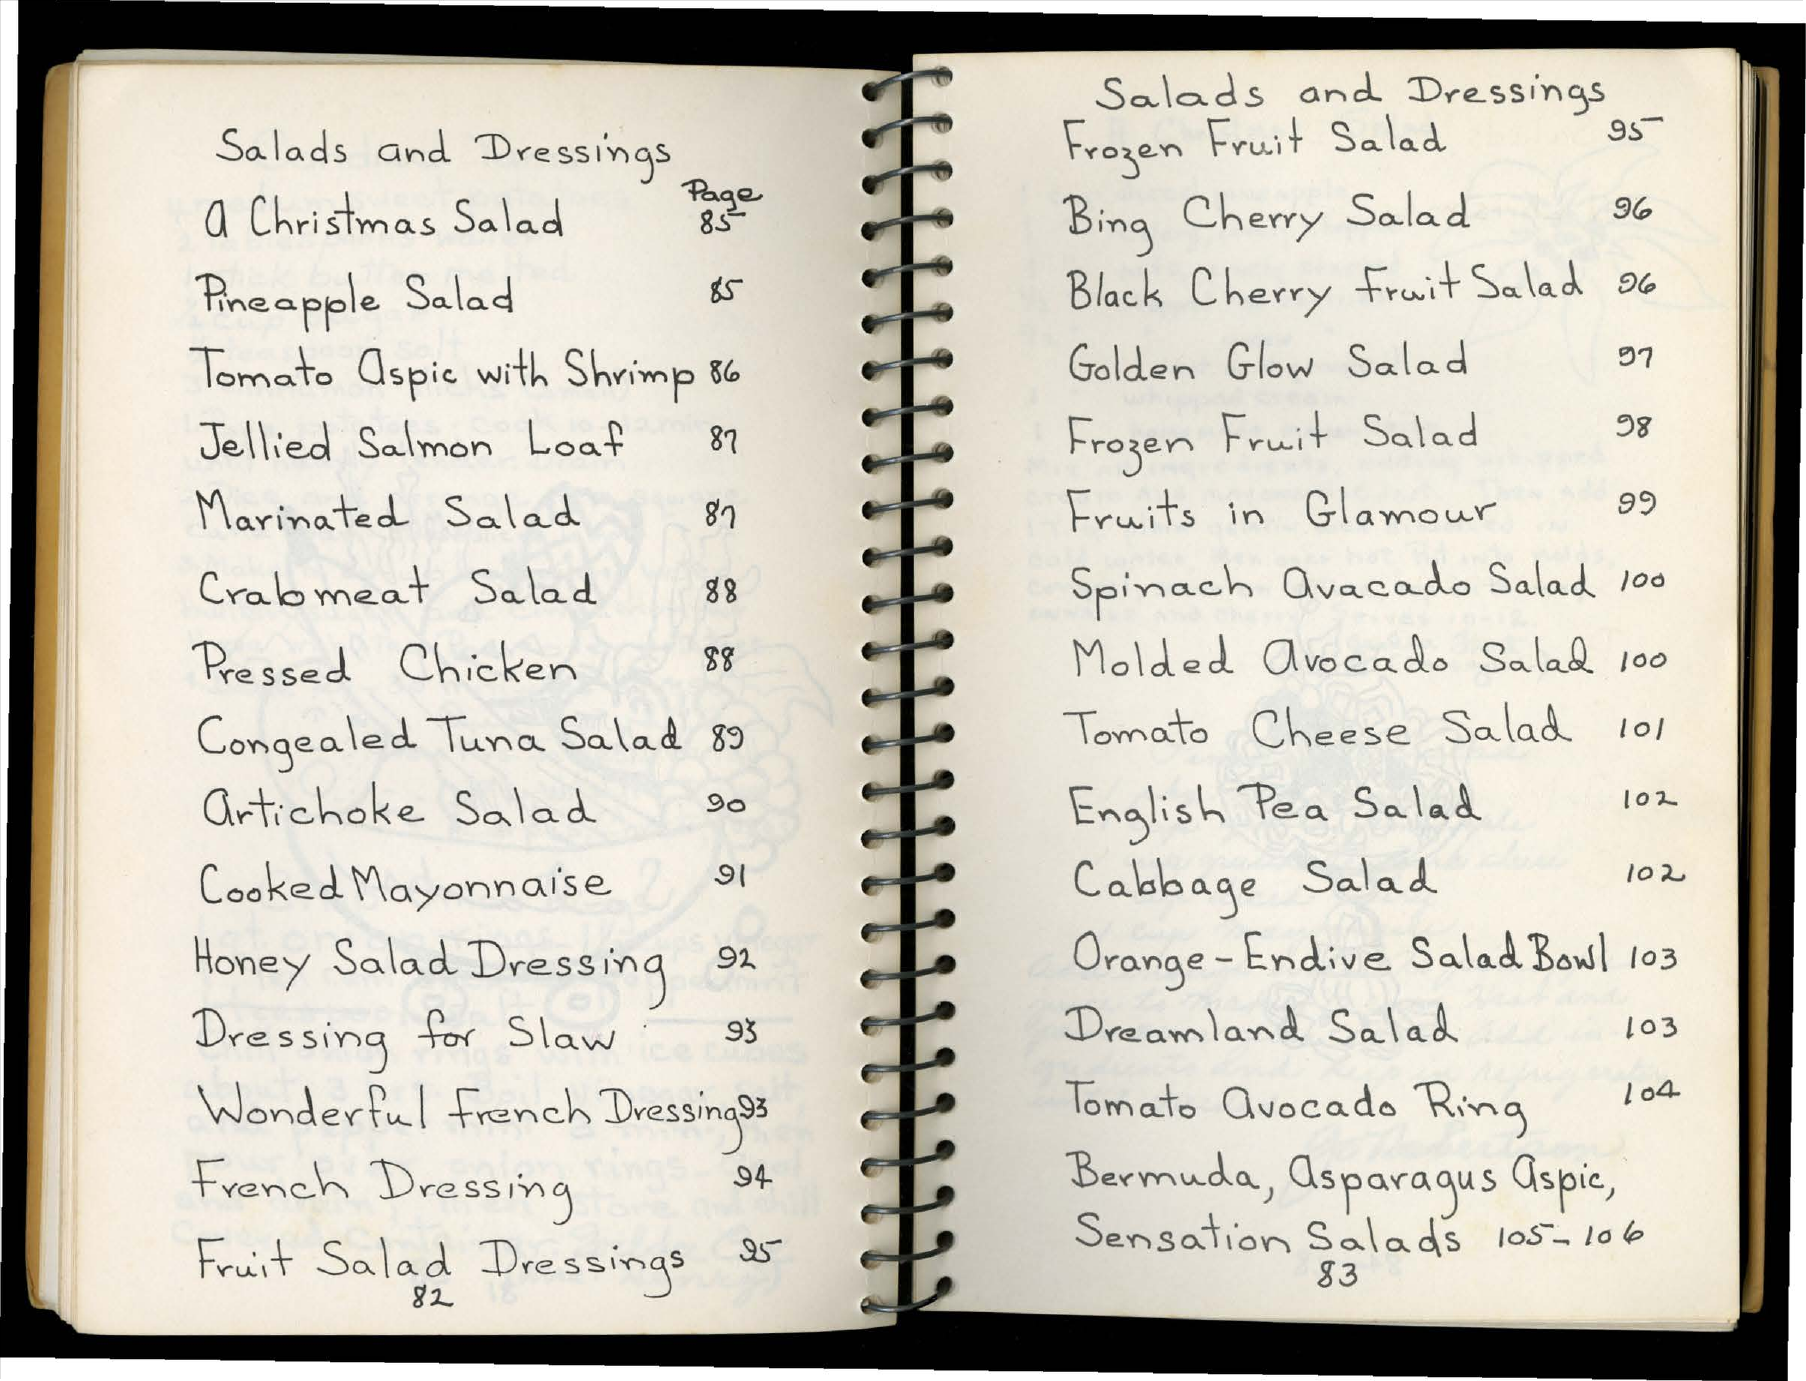 Salads and Dressings
Page
A Christmas Salad 85
Pineapple Salad 85
Tomato Aspic with Shrimp 86
Jellied Salmon Loaf 87
Marinated Salad 87
Crabmeat Salad 88
Pressed Chicken 88
Congealed Tuna Salad 89
Artichoke Salad 90
Cooked Mayonnaise 91
Honey Salad Dressing 92
Dressing for Slaw 93
Wonderful French Dressing 93
French Dressing 94
Fruit Salad Dressings 95
82
Salads and Dressings
Frozen Fruit Salad 95
Bing Cherry Salad 96
Black Cherry Fruit Salad 96
Golden Glow Salad 97
Frozen Fruit Salad 98
Fruits in Glamour 99
Spinach Avacado Salad 100
Molded Avocado Salad 100
Tomato Cheese Salad 101
English Pea Salad 102
Cabbage Salad 102
Orange-Endive Salad Bowl 103
Dreamland Salad 103
Tomato Avocado Ring 104
Bermuda, Asparagus Aspic,
Sensation Salads 105-106
83